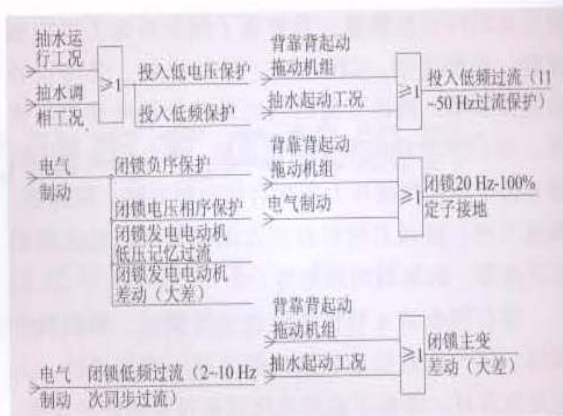 抽水运
行工况
抽水调
相工况
≥1
投入低电压保护
投入低频保护
背靠背起动
拖动机组
抽水起动工况
≥1
投入低频过流（11
~50 Hz过流保护）
电气
制动
闭锁负序保护
闭锁电压相序保护
闭锁发电电动机
低压记忆过流
闭锁发电电动机
差动（大差）
背靠背起动
拖动机组
电气制动
≥1
闭锁20 Hz-100%
定子接地
电气
制动
闭锁低频过流（2~10 Hz
次同步过流）
背靠背起动
拖动机组
抽水起动工况
≥1
闭锁主变
差动（大差）